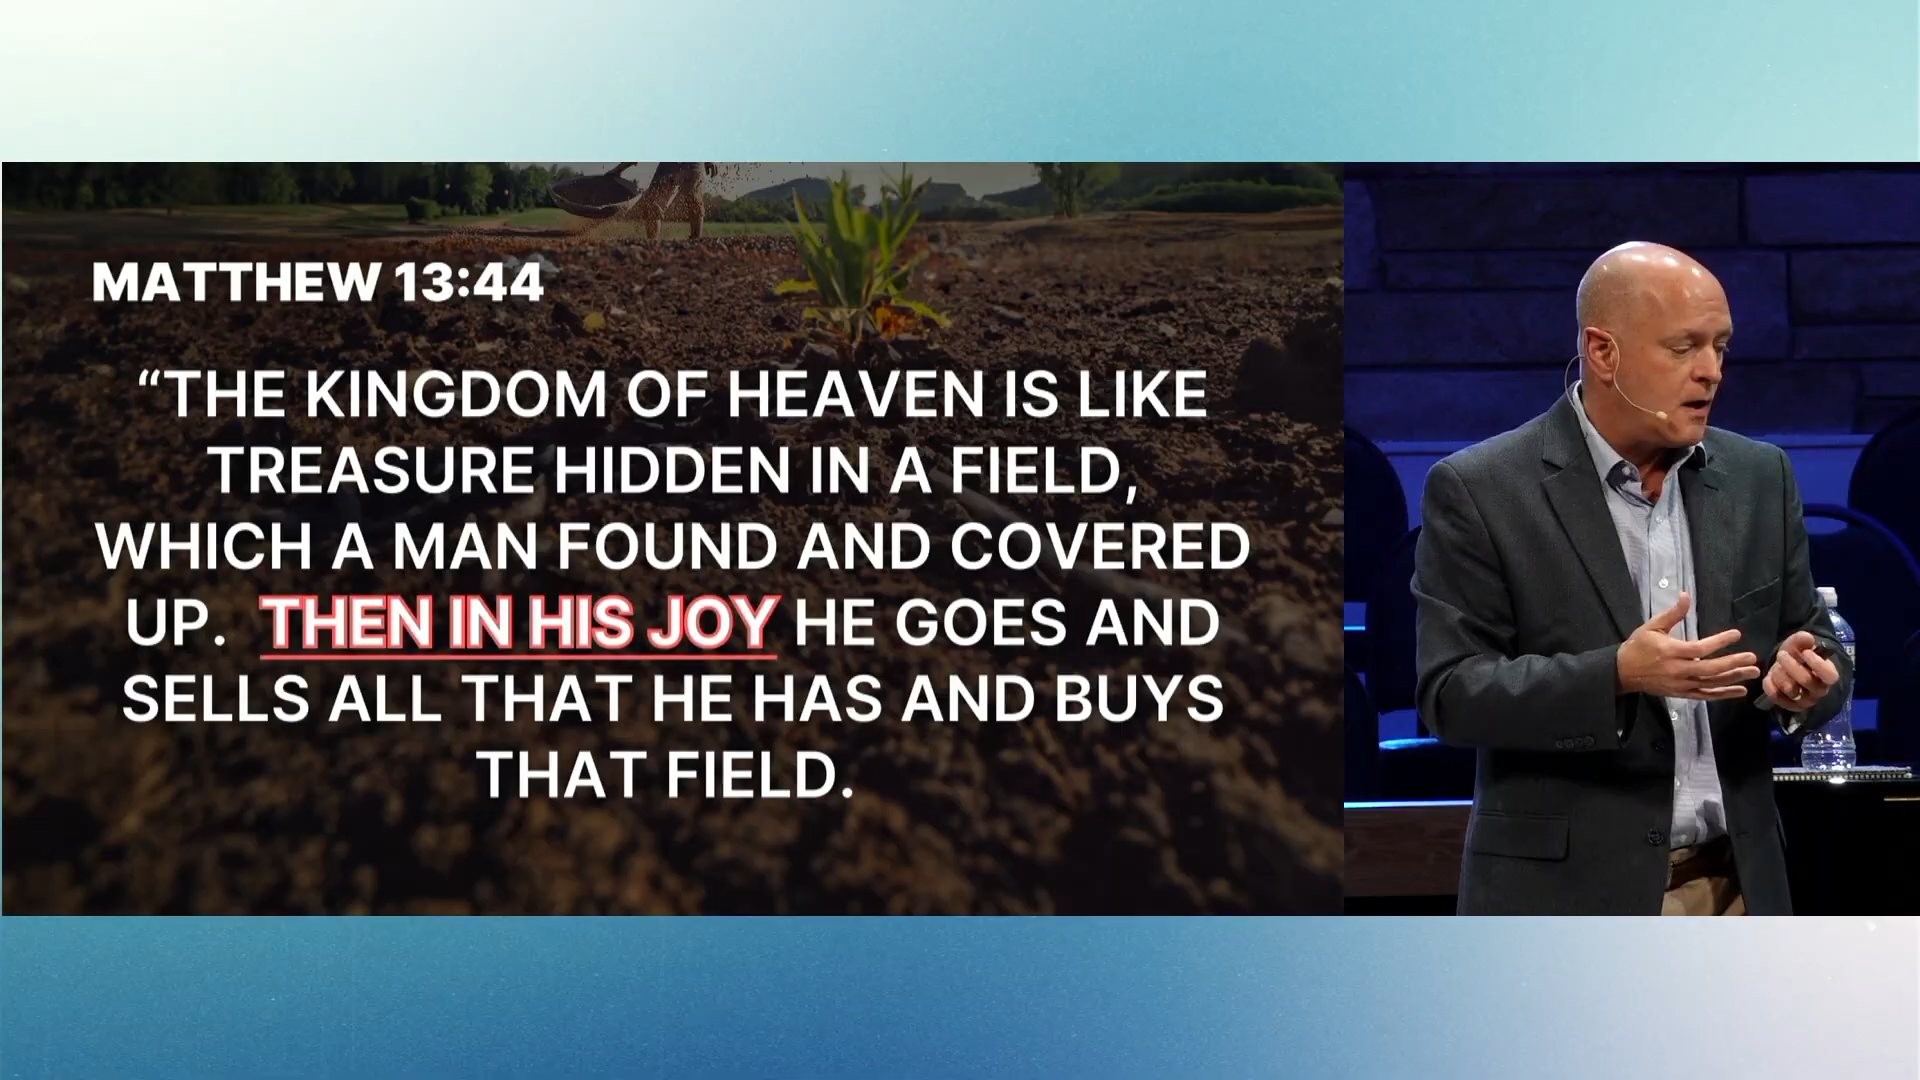 MATTHEW 13:44
“THE KINGDOM OF HEAVEN IS LIKE
TREASURE HIDDEN IN A FIELD,
WHICH A MAN FOUND AND COVERED
UP. THEN IN HIS JOY HE GOES AND
SELLS ALL THAT HE HAS AND BUYS
THAT FIELD.